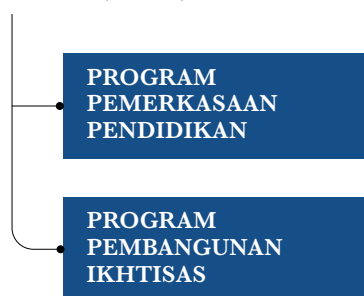 PROGRAM
PEMERKASAAN
PENDIDIKAN
PROGRAM
PEMBANGUNAN
IKHTISAS